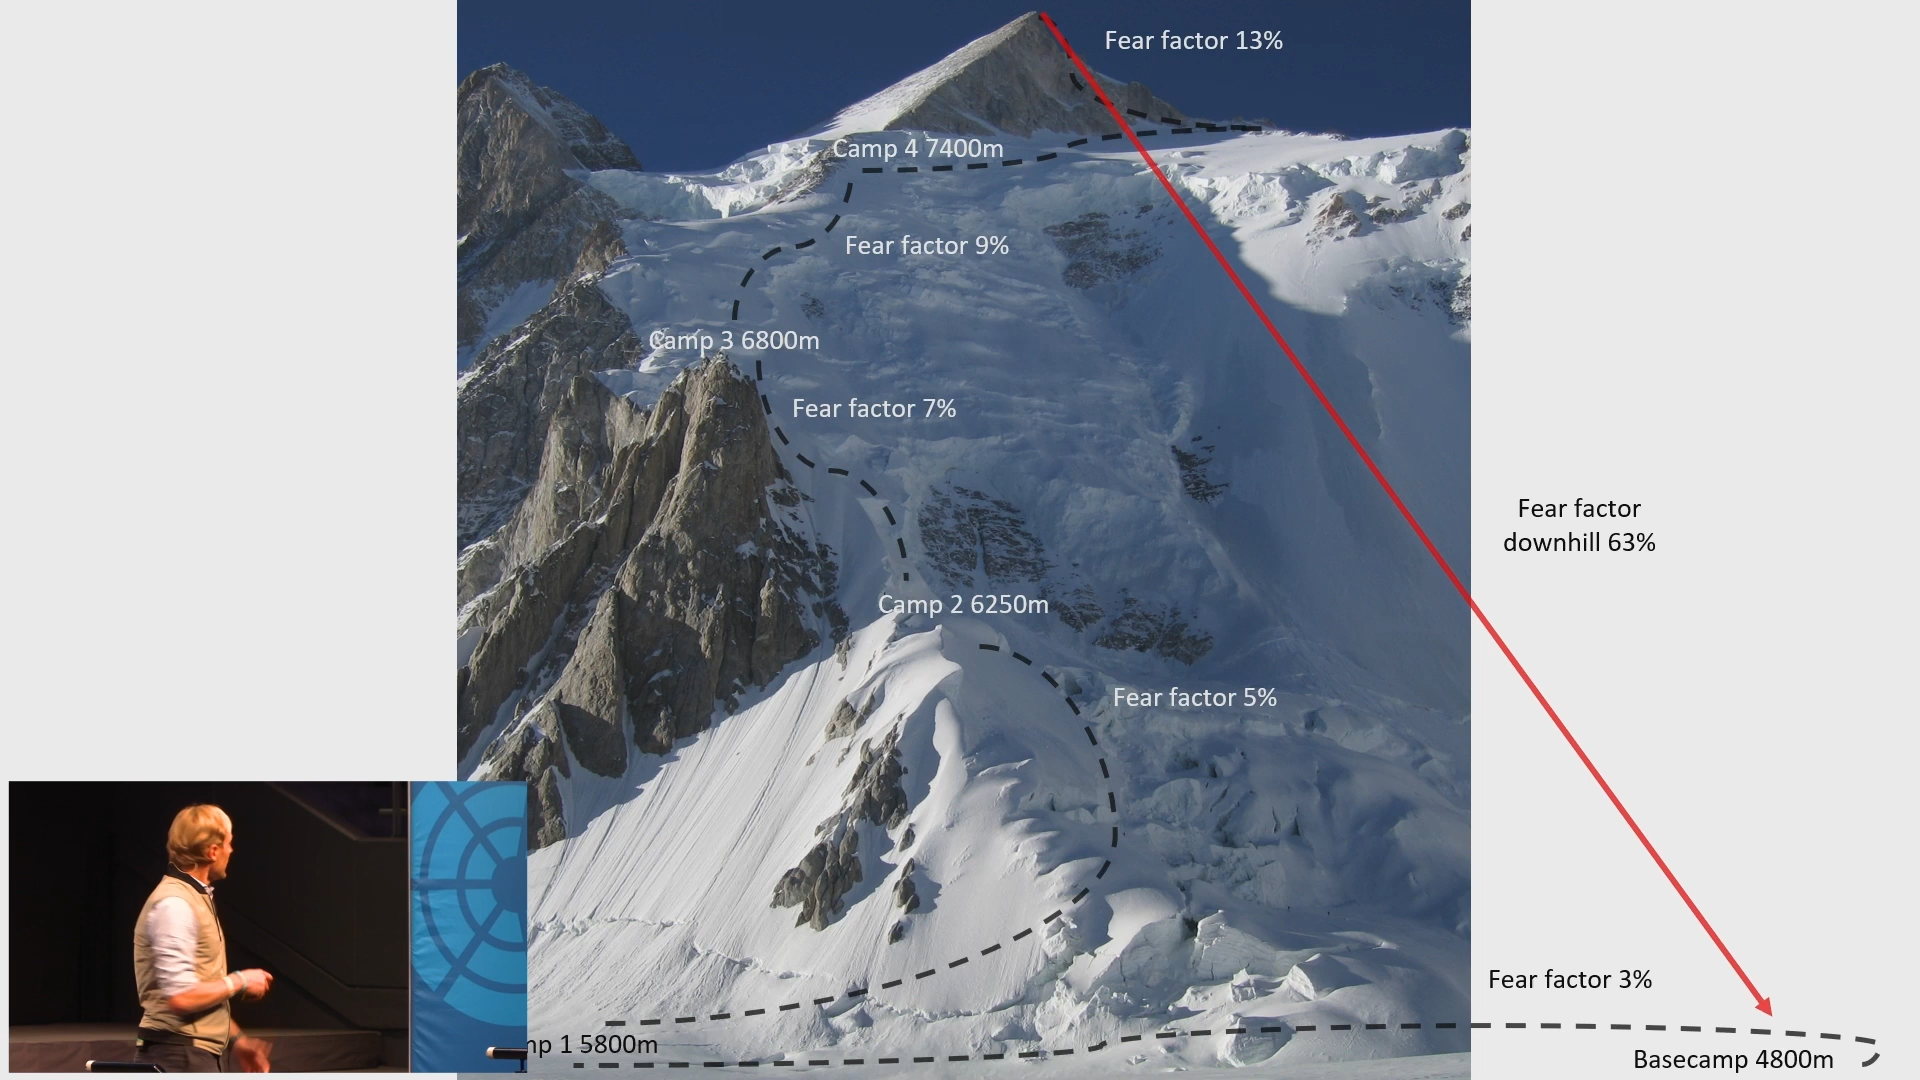 Fear factor 13%
Camp 4 7400m
Fear factor 9%
Camp 3 6800m
Fear factor 7%
Fear factor
downhill 63%
Camp 2 6250m
Fear factor 5%
Fear factor 3%
1 5800m
Basecamp 4800m